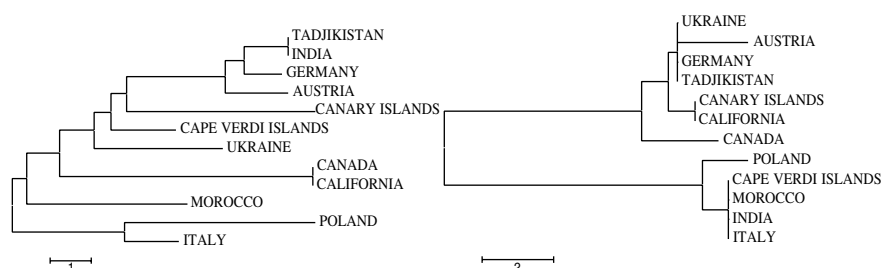 TADJIKISTAN
INDIA
GERMANY
AUSTRIA
CANARY ISLANDS
CAPE VERDI ISLANDS
UKRAINE
CANADA
CALIFORNIA
MOROCCO
POLAND
ITALY
1
UKRAINE
AUSTRIA
GERMANY
TADJIKISTAN
CANARY ISLANDS
CALIFORNIA
CANADA
POLAND
CAPE VERDI ISLANDS
MOROCCO
INDIA
ITALY
2